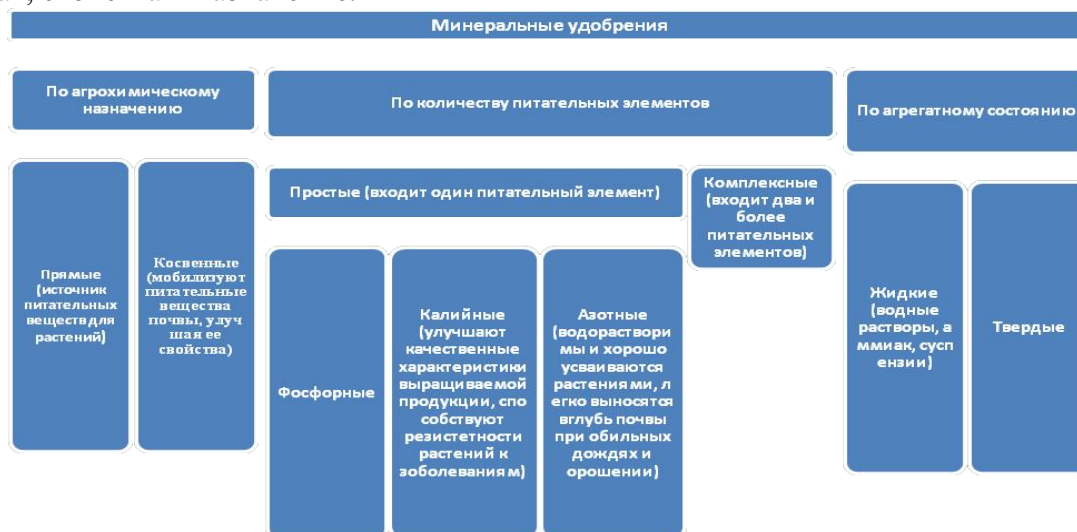 Минеральные удобрения
По агрохимическому
назначению
По количеству питательных элементов
По агрегатному состоянию
Прямые
(источник
питательных
веществ для
растений)
Косвенные
(мобилизуют
питательные
вещества
почвы, улуч
шая ее
свойства)
Простые (входит один питательный элемент)
Фосфорные
Калийные
(улучшают
качественные
характеристики
выращиваемой
продукции, спо
собствуют
резистетности
растений к
зоболеваниям)
Азотные
(водораствори
мы и хорошо
усваиваются
растениями, л
егко выносятся
вглубь почвы
при обильных
дождях и
орошении)
Комплексные
(входит два и
более
питательных
элементов)
Жидкие
(водные
растворы, а
ммиак, сусп
ензии)
Твердые